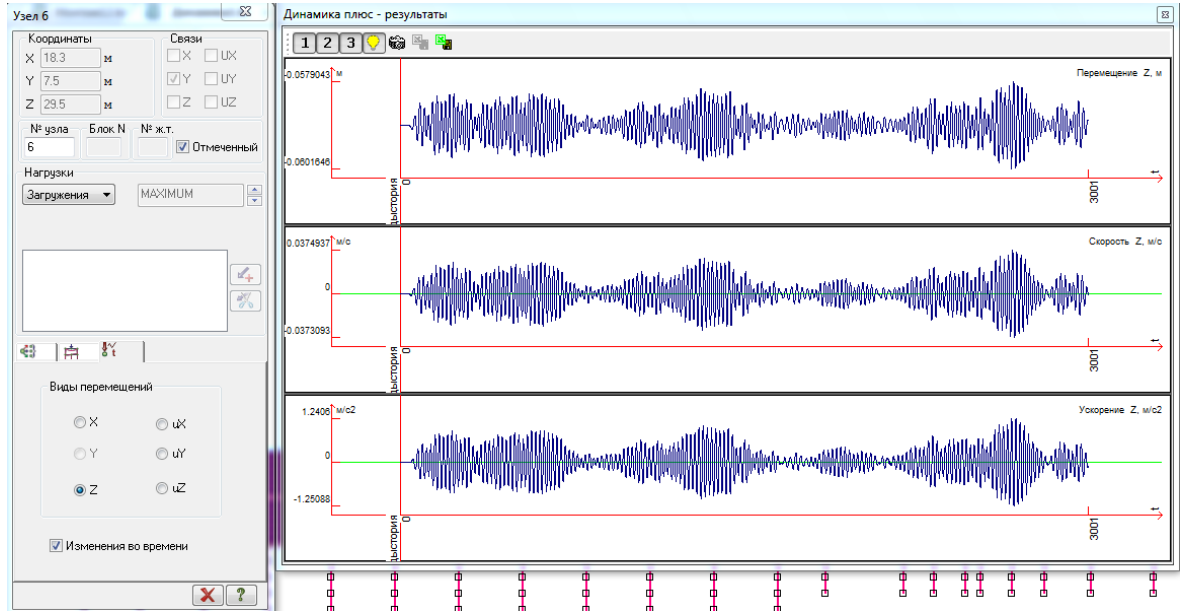 Узел 6
Координаты
Связи
X 18.3 м
X UX
Y 7.5 м
Y UY
Z 29.5 м
Z UZ
№ узла Блок N № ж.т.
6
Отмеченный
Нагрузки
Загружения
MAXIMUM
Виды перемещений
X uX
Y uY
Z uZ
Изменения во времени
?
Динамика плюс - результаты
1 2 3
-0.0579043 м
Перемещение Z, м
-0.0601646
дыстория
0
3001
t
0.0374937 м/с
Скорость Z, м/с
0
-0.0373093
дыстория
0
3001
t
1.2406 м/с2
Ускорение Z, м/с2
0
-1.25088
дыстория
0
3001
t